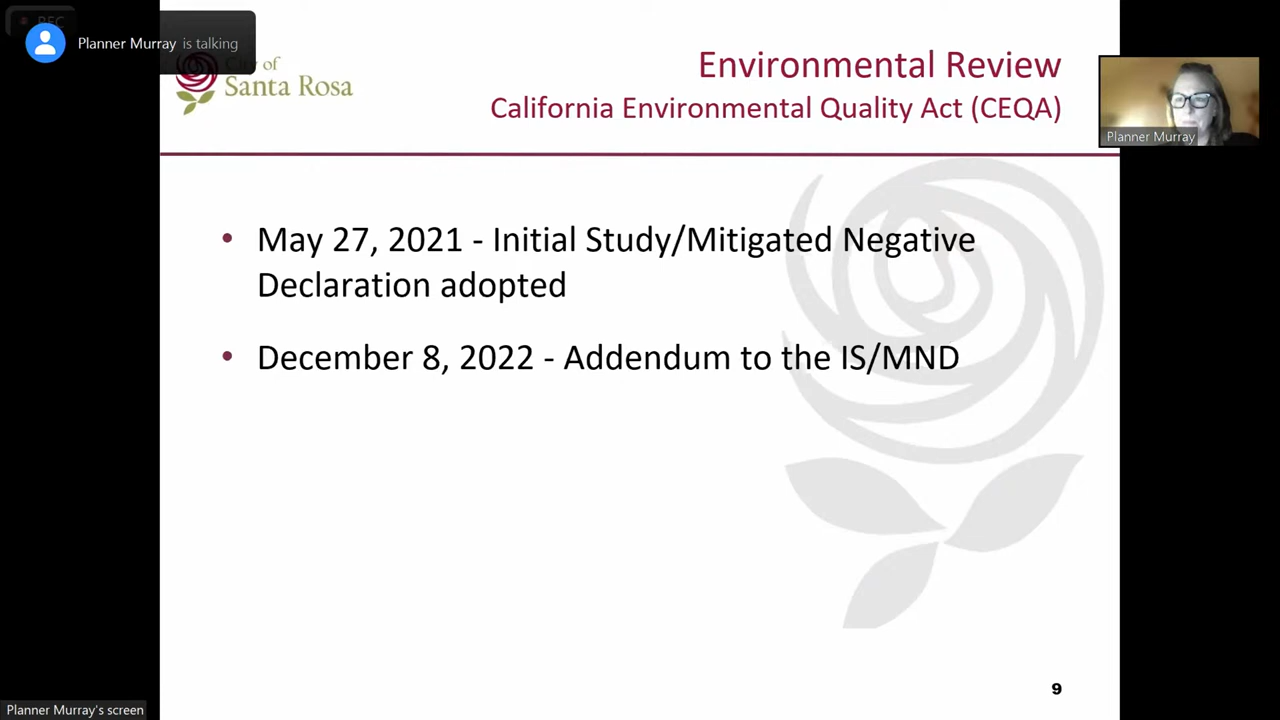 REC
Planner Murray is talking
City of
Santa Rosa
Environmental Review
California Environmental Quality Act (CEQA)
Planner Murray
• May 27, 2021 - Initial Study/Mitigated Negative
Declaration adopted
• December 8, 2022 - Addendum to the IS/MND
9
Planner Murray's screen